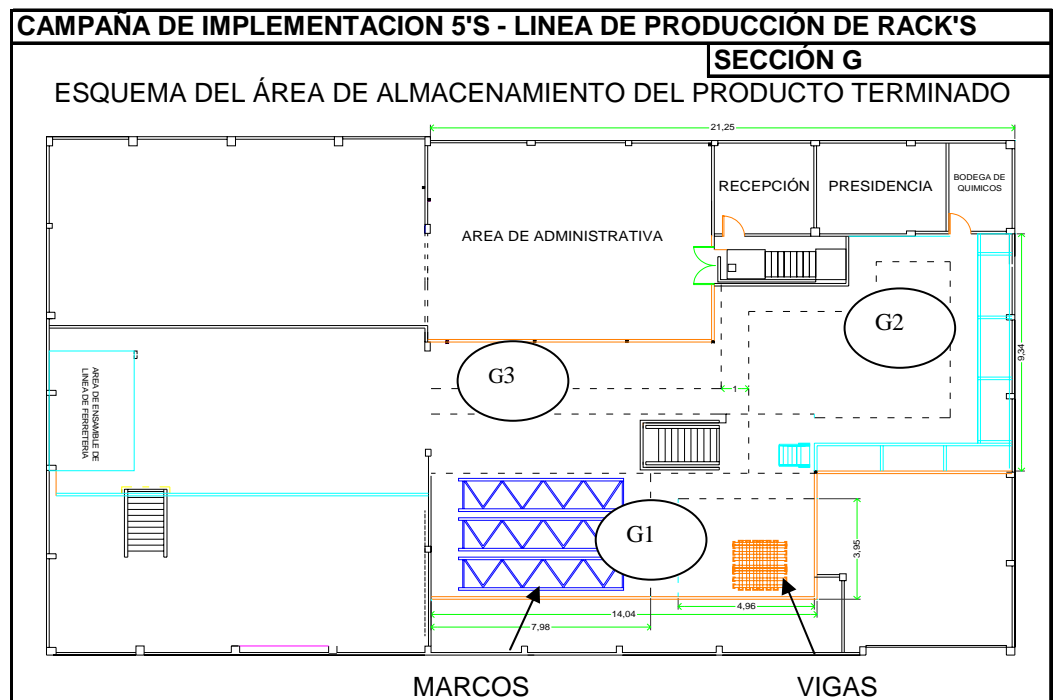 CAMPAÑA DE IMPLEMENTACION 5'S - LINEA DE PRODUCCIÓN DE RACK'S
SECCIÓN G
ESQUEMA DEL ÁREA DE ALMACENAMIENTO DEL PRODUCTO TERMINADO
21,25
RECEPCIÓN
PRESIDENCIA
BODEGA DE
QUIMICOS
AREA DE ADMINISTRATIVA
G2
9,34
G3
1
AREA DE ENSAMBLE DE
LINEA DE FERRETERIA
G1
3,95
4,96
14,04
7,98
MARCOS
VIGAS